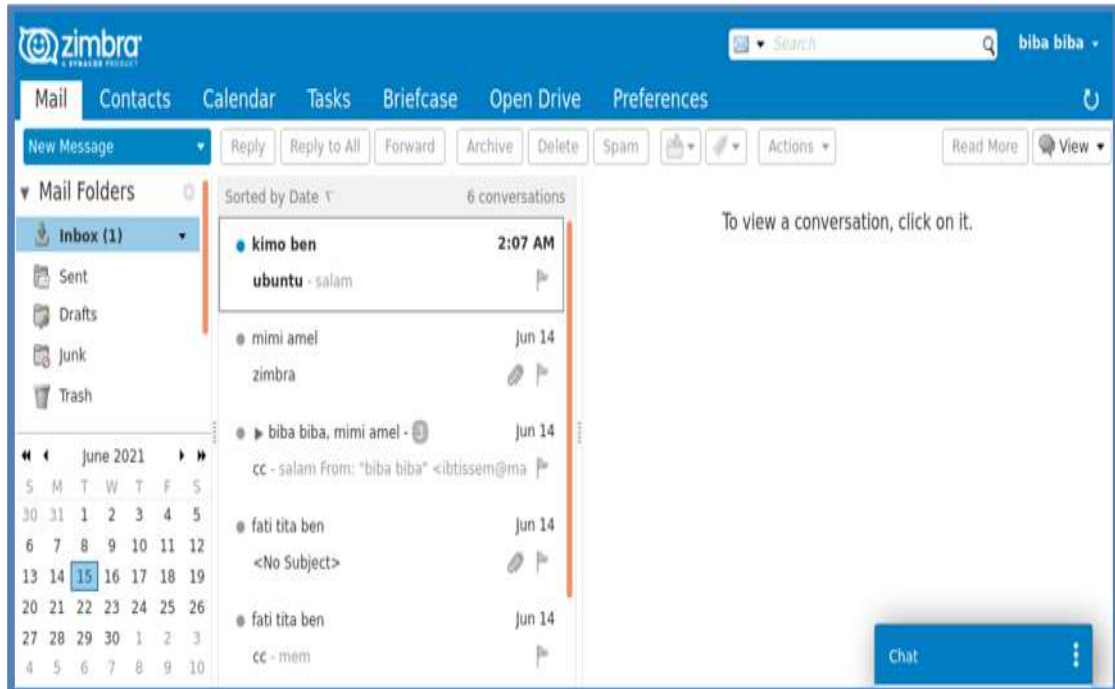 zimbra
A SYNACOR PRODUCT
Search
biba biba
Mail Contacts Calendar Tasks Briefcase Open Drive Preferences
New Message
Reply Reply to All Forward Archive Delete Spam Actions Read More View
Mail Folders
Inbox (1)
Sent
Drafts
Junk
Trash
June 2021
S M T W T F S
30 31 1 2 3 4 5
6 7 8 9 10 11 12
13 14 15 16 17 18 19
20 21 22 23 24 25 26
27 28 29 30 1 2 3
4 5 6 7 8 9 10
Sorted by Date 6 conversations
kimo ben 2:07 AM
ubuntu - salam
mimi amel Jun 14
zimbra
biba biba, mimi amel - 3 Jun 14
cc - salam From: "biba biba" <ibtissem@ma
fati tita ben Jun 14
<No Subject>
fati tita ben Jun 14
cc - mem
To view a conversation, click on it.
Chat